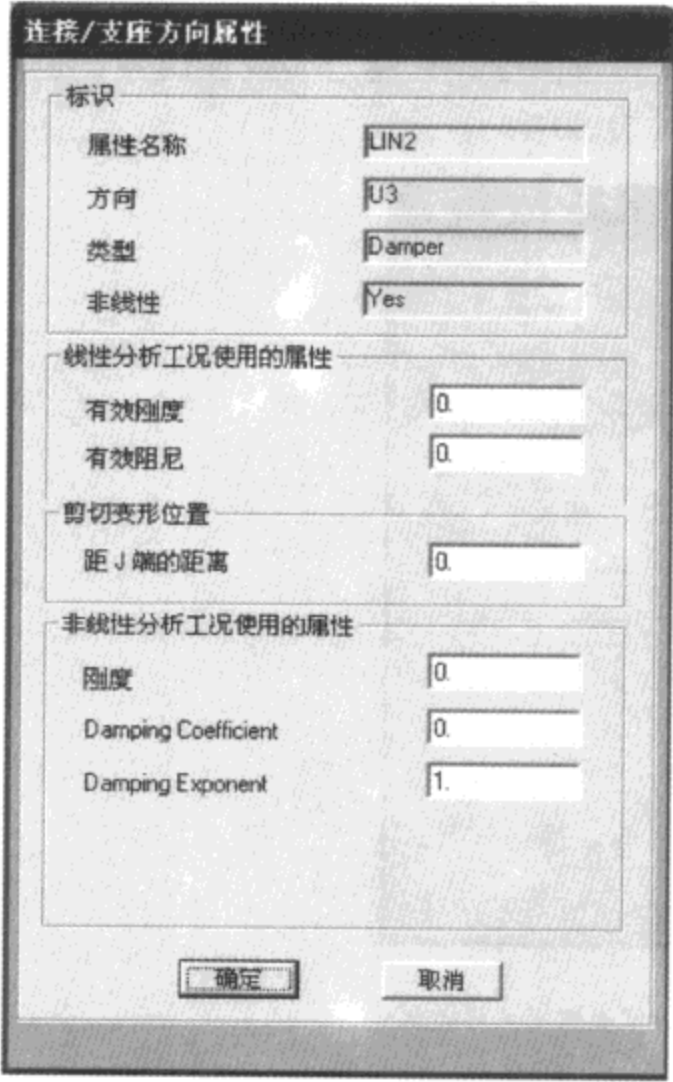 连接/支座方向属性
标识
属性名称 LIN2
方向 U3
类型 Damper
非线性 Yes
线性分析工况使用的属性
有效刚度 0.
有效阻尼 0.
剪切变形位置
距 J 端的距离 0.
非线性分析工况使用的属性
刚度 0.
Damping Coefficient 0.
Damping Exponent 1.
确定 取消